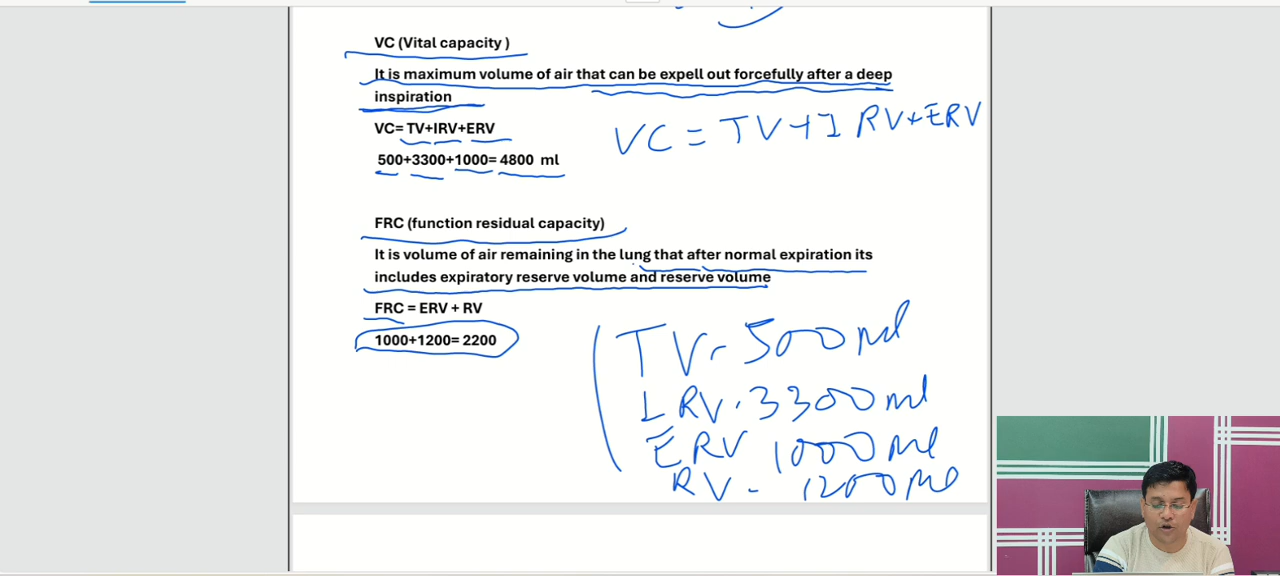 VC (Vital capacity )
It is maximum volume of air that can be expell out forcefully after a deep
inspiration
VC= TV+IRV+ERV
VC = TV+IRV+ERV
500+3300+1000= 4800 ml
FRC (function residual capacity)
It is volume of air remaining in the lung that after normal expiration its
includes expiratory reserve volume and reserve volume
FRC = ERV + RV
1000+1200= 2200
TV- 500 ml
IRV. 3300 ml
ERV 1000 ml
RV - 1200 ml